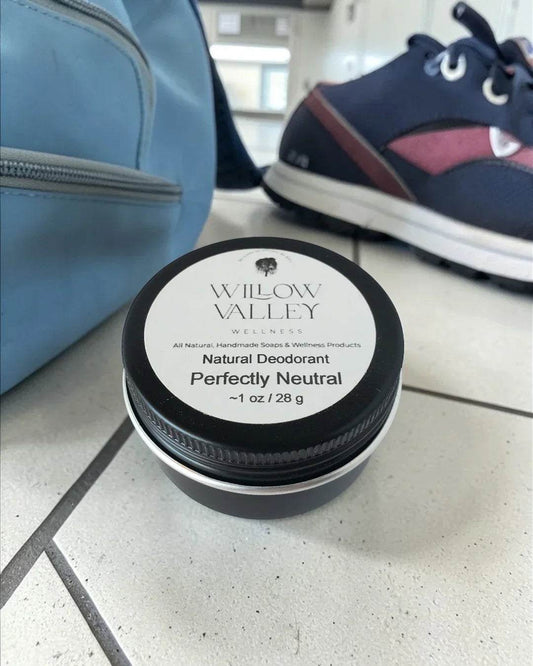 WILLOW
VALLEY
WELLNESS
All Natural, Handmade Soaps & Wellness Products
Natural Deodorant
Perfectly Neutral
~1 oz / 28 g